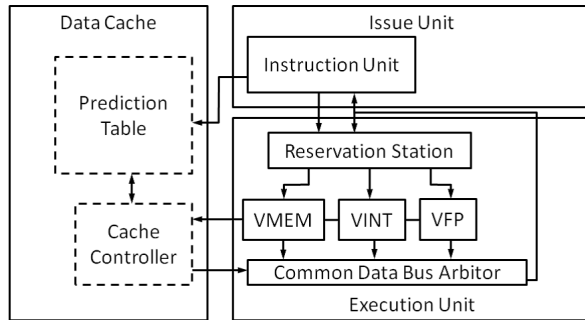 Data Cache
Issue Unit
Instruction Unit
Prediction
Table
Reservation Station
VMEM
VINT
VFP
Cache
Controller
Common Data Bus Arbitor
Execution Unit